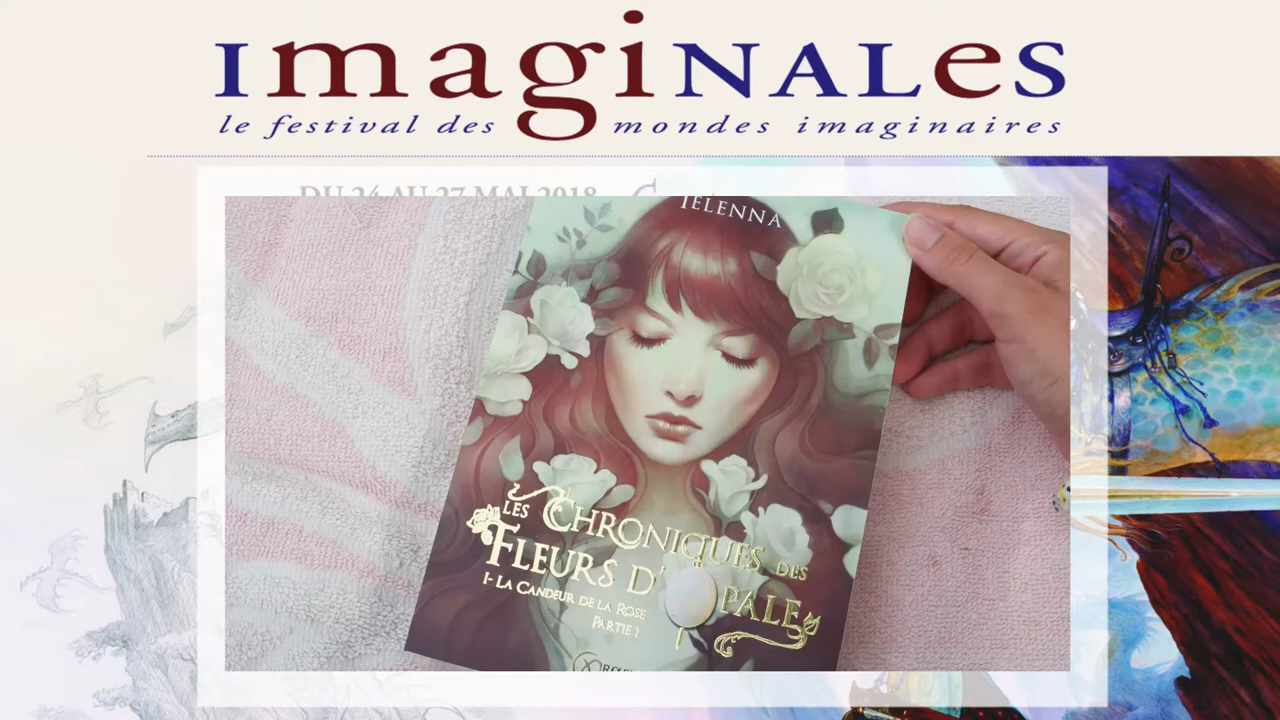 ImagINALes
le festival des mondes imaginaires
DU 24 AU 27 MAI 2018
IELENNA
LES CHRONIQUES DES
FLEURS D'OPALE
I- LA CANDEUR DE LA ROSE
PARTIE 1